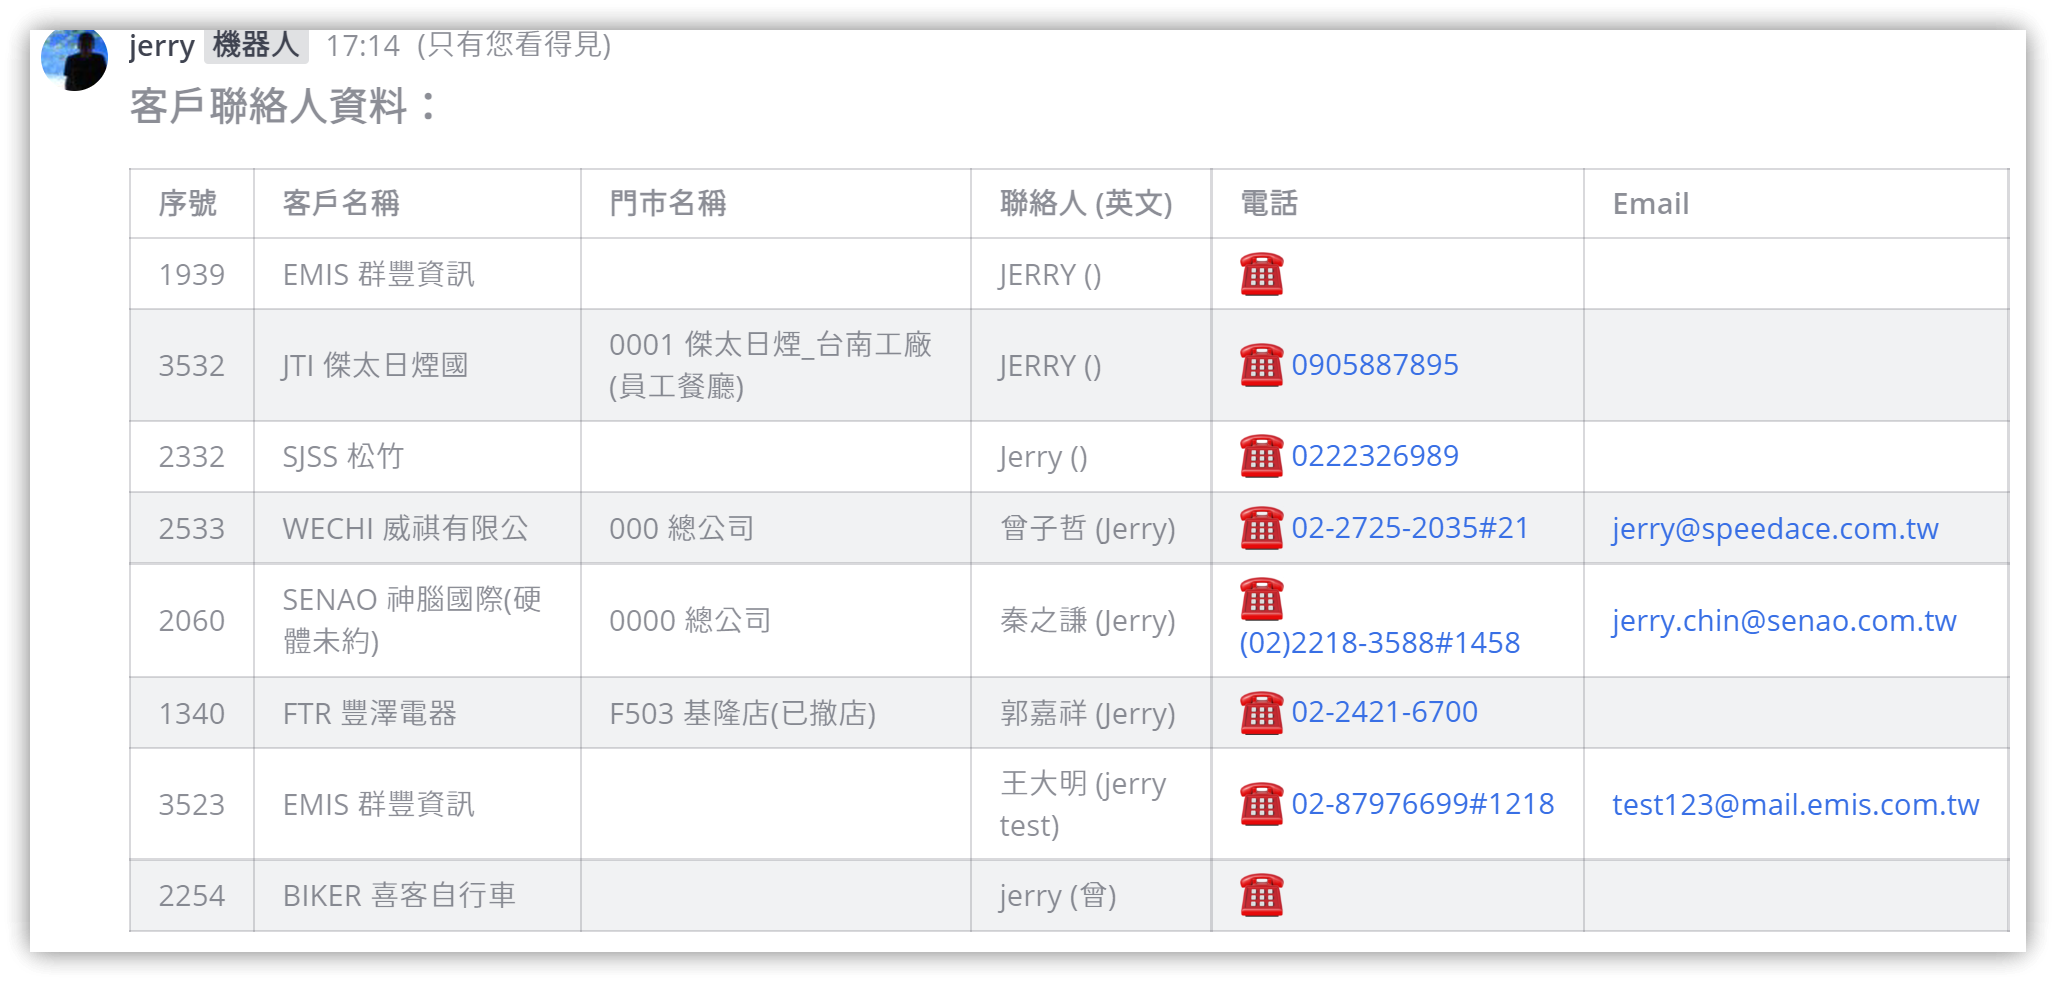 jerry 機器人 17:14 (只有您看得見)
客戶聯絡人資料：
序號 客戶名稱 門市名稱 聯絡人 (英文) 電話 Email
1939 EMIS 群豐資訊 JERRY () ☎️
3532 JTI 傑太日煙國 0001 傑太日煙_台南工廠
(員工餐廳) JERRY () ☎️ 0905887895
2332 SJSS 松竹 Jerry () ☎️ 0222326989
2533 WECHI 威祺有限公 000 總公司 曾子哲 (Jerry) ☎️ 02-2725-2035#21 jerry@speedace.com.tw
2060 SENAO 神腦國際(硬
體未約) 0000 總公司 秦之謙 (Jerry) ☎️
(02)2218-3588#1458 jerry.chin@senao.com.tw
1340 FTR 豐澤電器 F503 基隆店(已撤店) 郭嘉祥 (Jerry) ☎️ 02-2421-6700
3523 EMIS 群豐資訊 王大明 (jerry
test) ☎️ 02-87976699#1218 test123@mail.emis.com.tw
2254 BIKER 喜客自行車 jerry (曾) ☎️